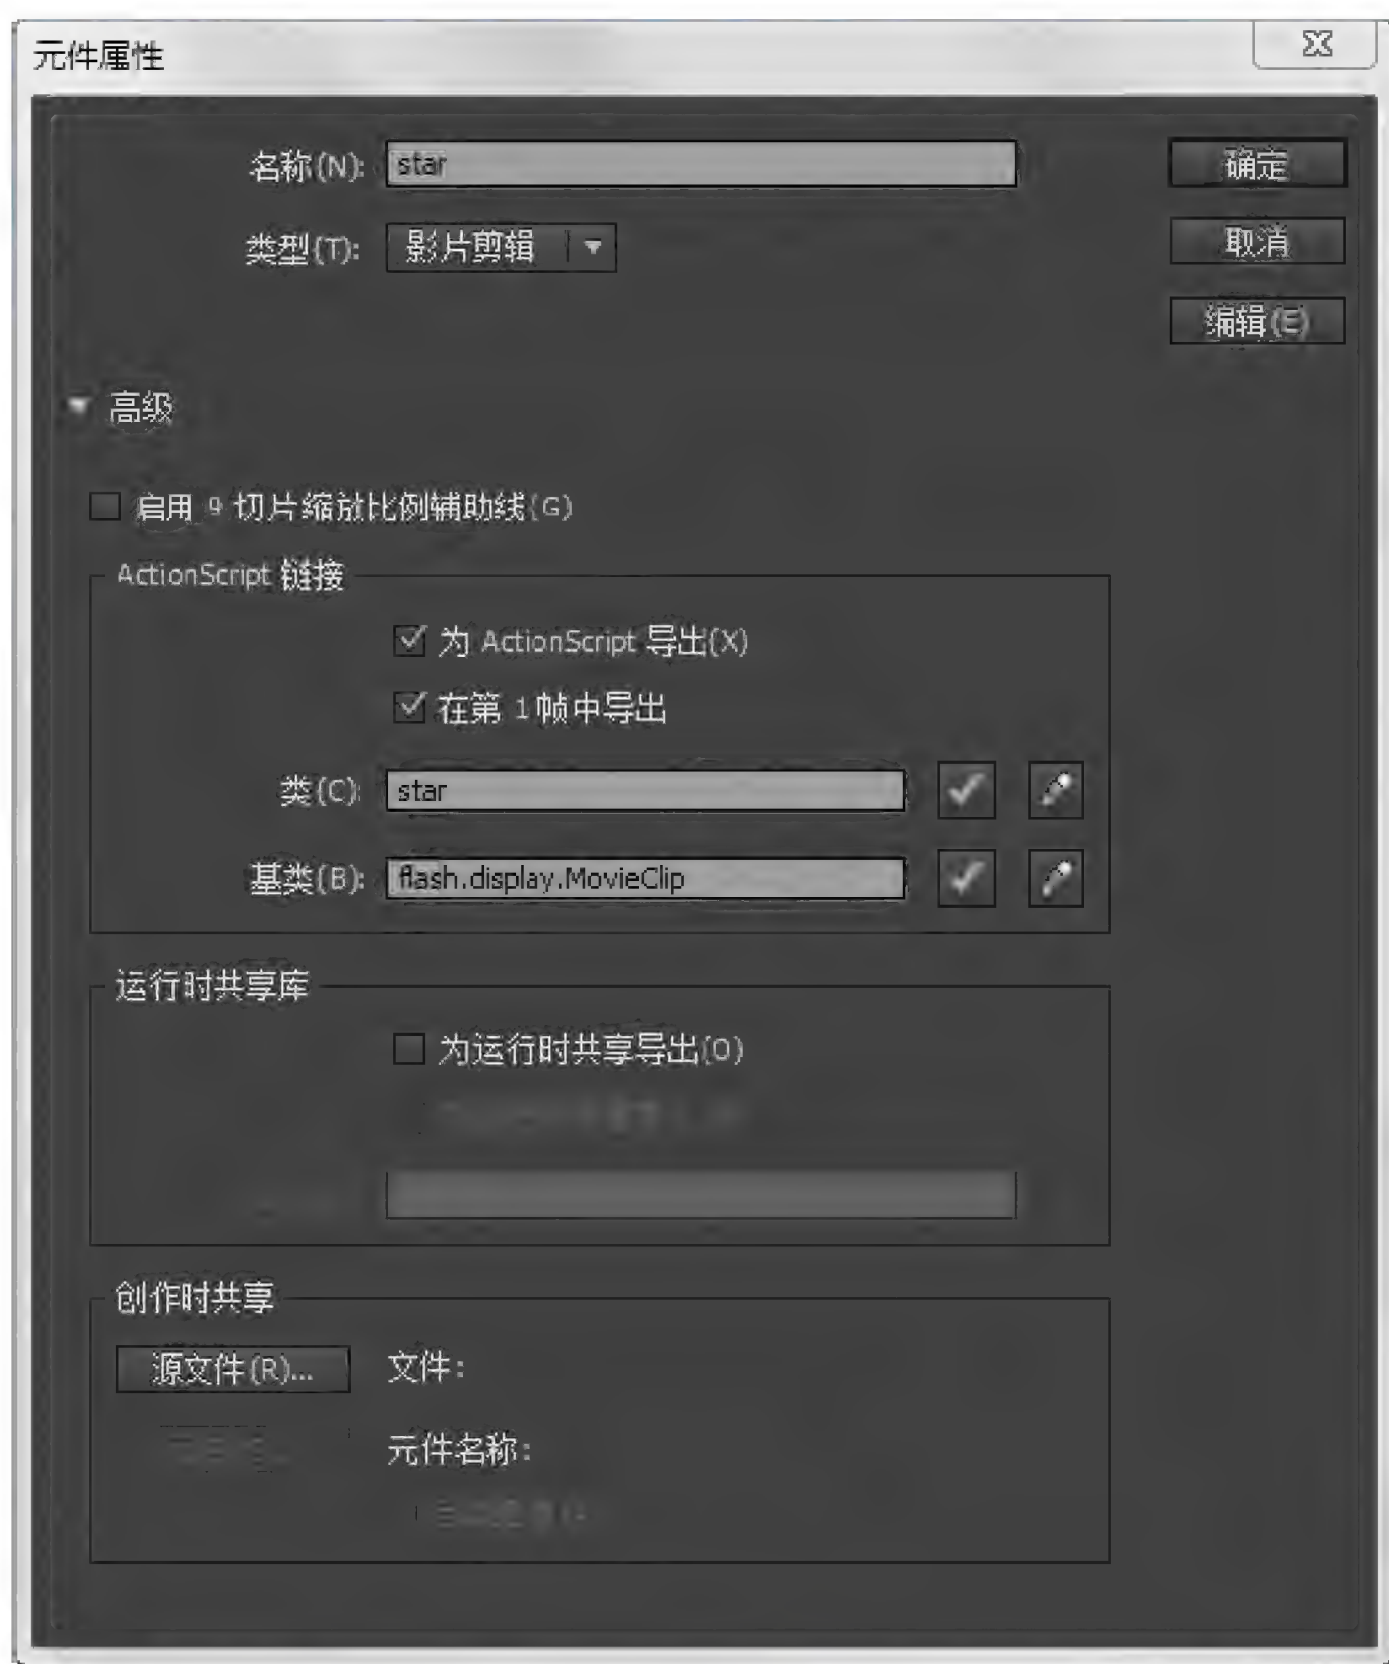 元件属性
名称(N): star 确定
类型(T): 影片剪辑 取消
编辑(E)
高级
启用 9 切片缩放比例辅助线(G)
ActionScript 链接
为 ActionScript 导出(X)
在第 1 帧中导出
类(C): star
基类(B): flash.display.MovieClip
运行时共享库
为运行时共享导出(O)
创作时共享
源文件(R)... 文件:
元件名称: